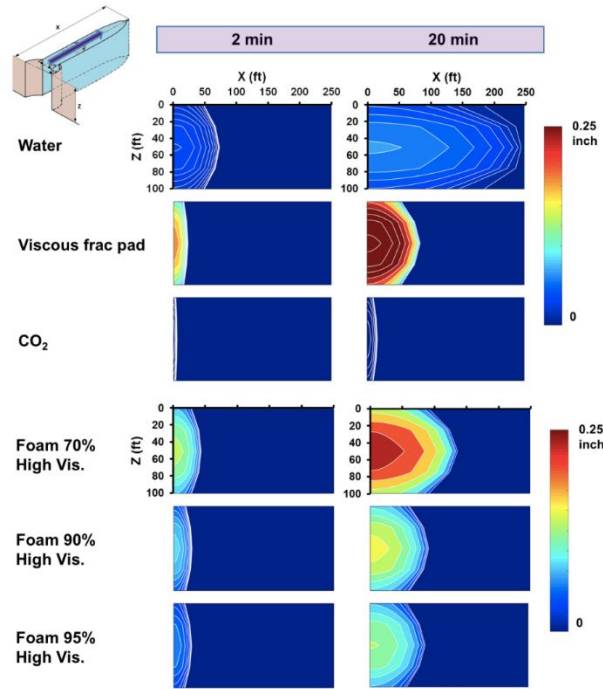 x
z
2 min
20 min
X (ft)
X (ft)
0 50 100 150 200 250
0 50 100 150 200 250
Water
Z (ft)
0
20
40
60
80
100
0.25
inch
Viscous frac pad
CO₂
0
Foam 70%
High Vis.
Z (ft)
0
20
40
60
80
100
0.25
inch
Foam 90%
High Vis.
Foam 95%
High Vis.
0